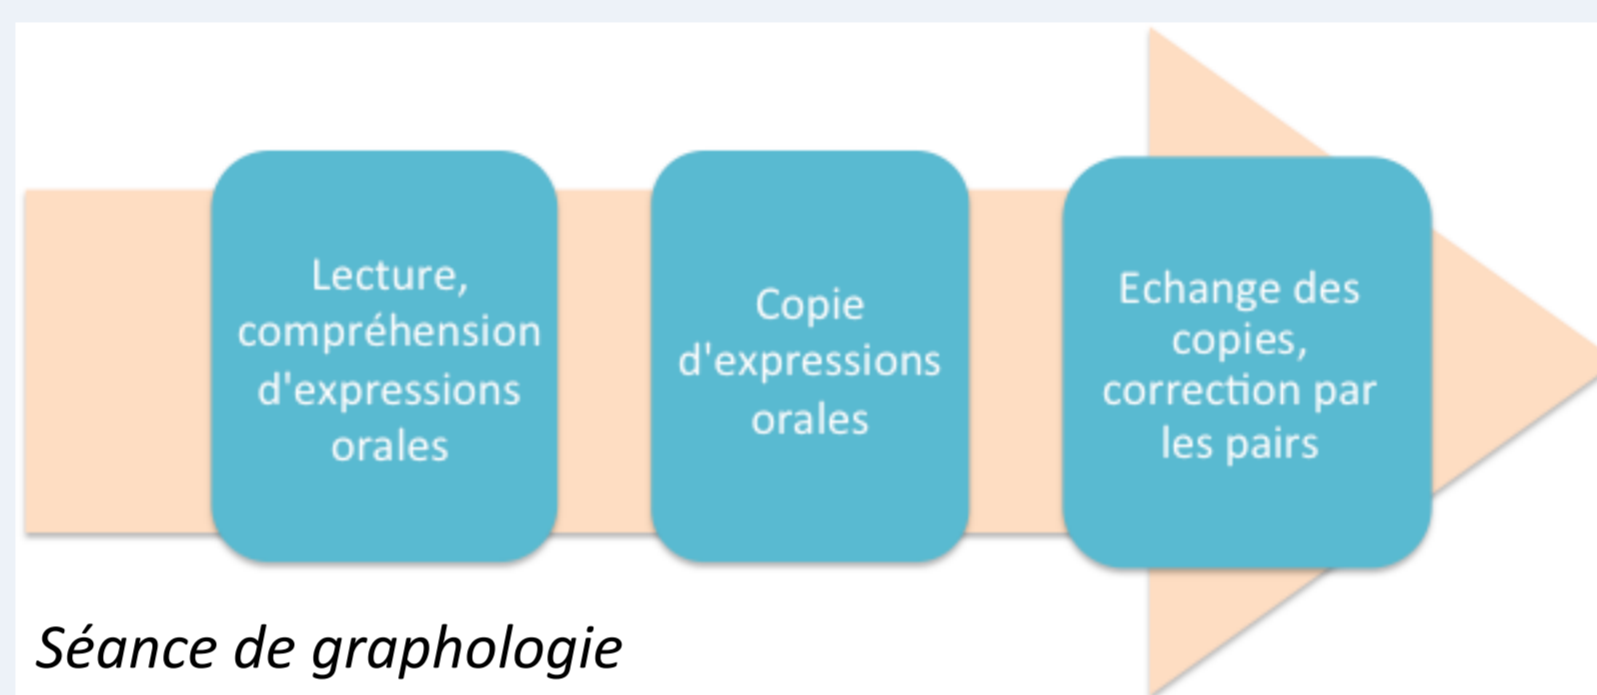 Lecture,
compréhension
d'expressions
orales
Copie
d'expressions
orales
Echange des
copies,
correction par
les pairs
Séance de graphologie